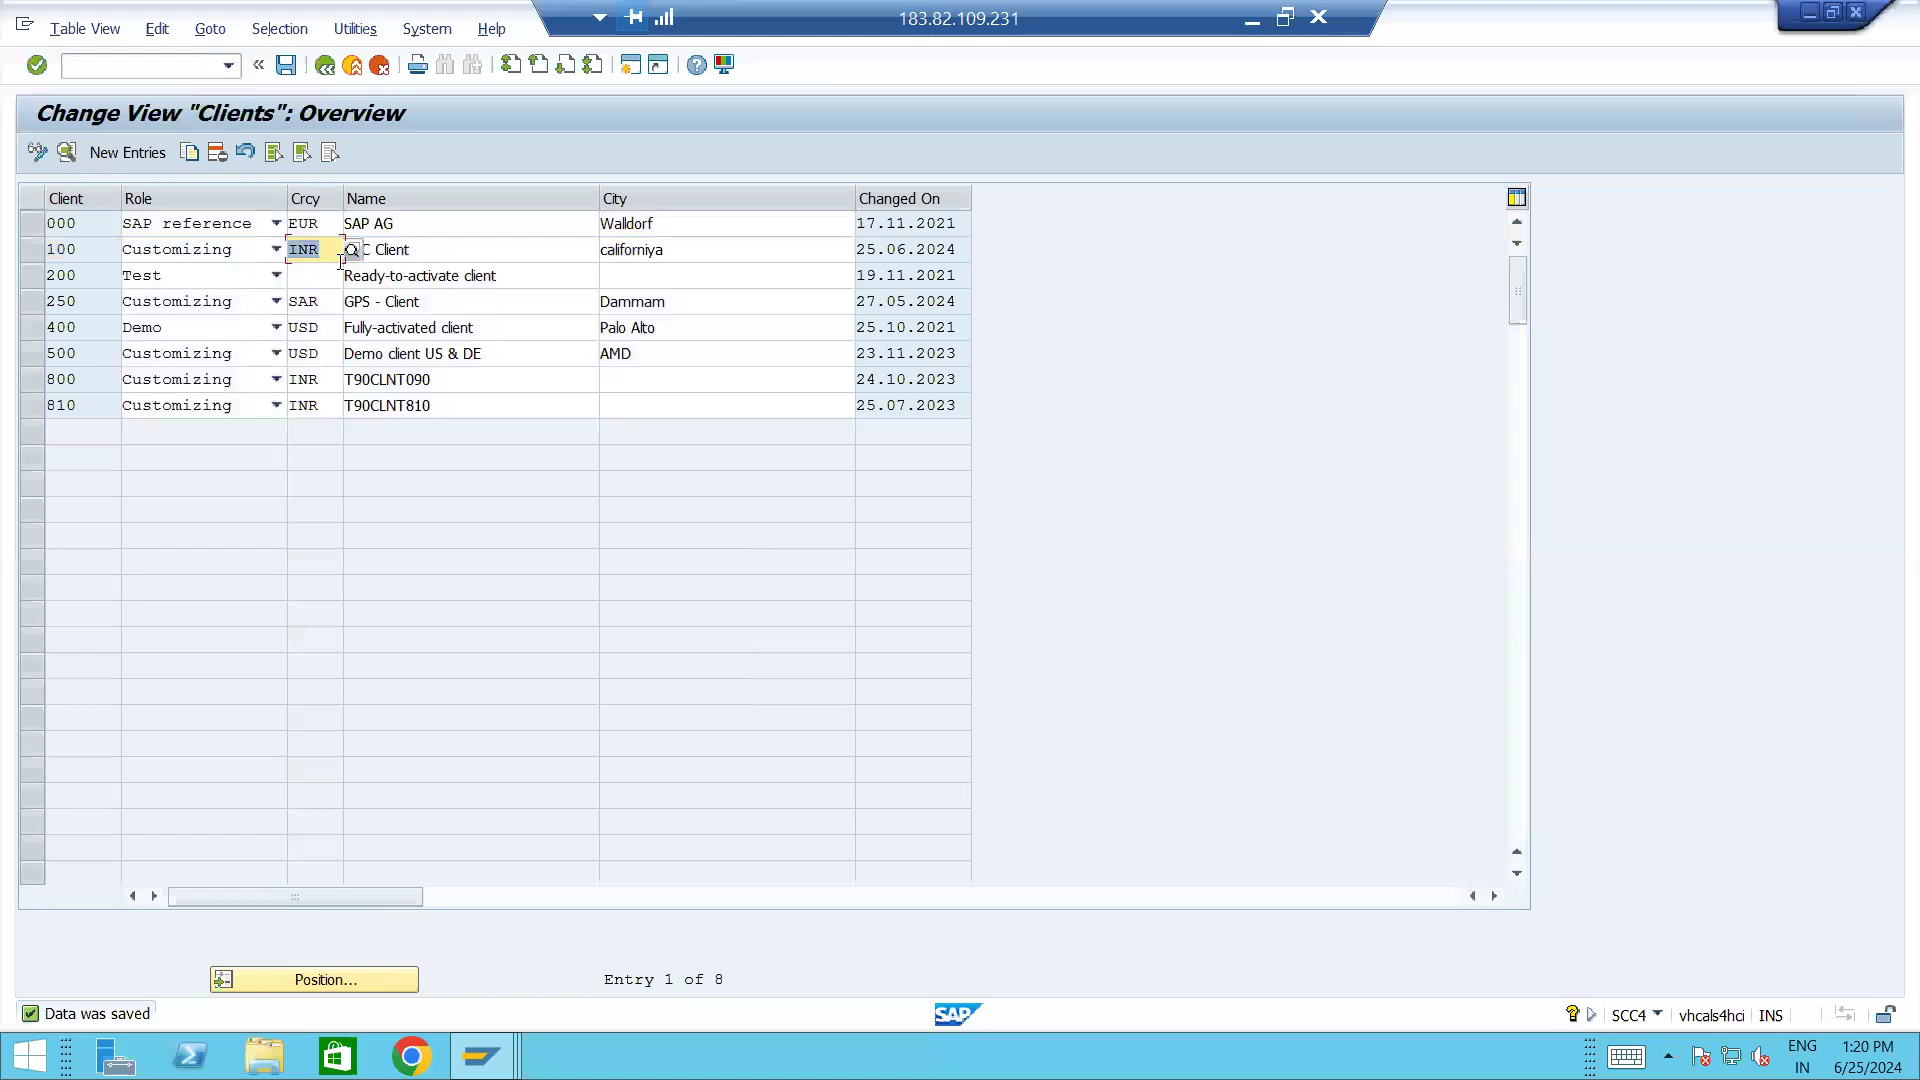 183.82.109.231
Table View Edit Goto Selection Utilities System Help
Change View "Clients": Overview
New Entries
Client Role Crcy Name City Changed On
000 SAP reference EUR SAP AG Walldorf 17.11.2021
100 Customizing INR C Client californiya 25.06.2024
200 Test Ready-to-activate client 19.11.2021
250 Customizing SAR GPS - Client Dammam 27.05.2024
400 Demo USD Fully-activated client Palo Alto 25.10.2021
500 Customizing USD Demo client US & DE AMD 23.11.2023
800 Customizing INR T90CLNT090 24.10.2023
810 Customizing INR T90CLNT810 25.07.2023
Position... Entry 1 of 8
Data was saved SAP SCC4 vhcals4hci INS
ENG 1:20 PM
IN 6/25/2024